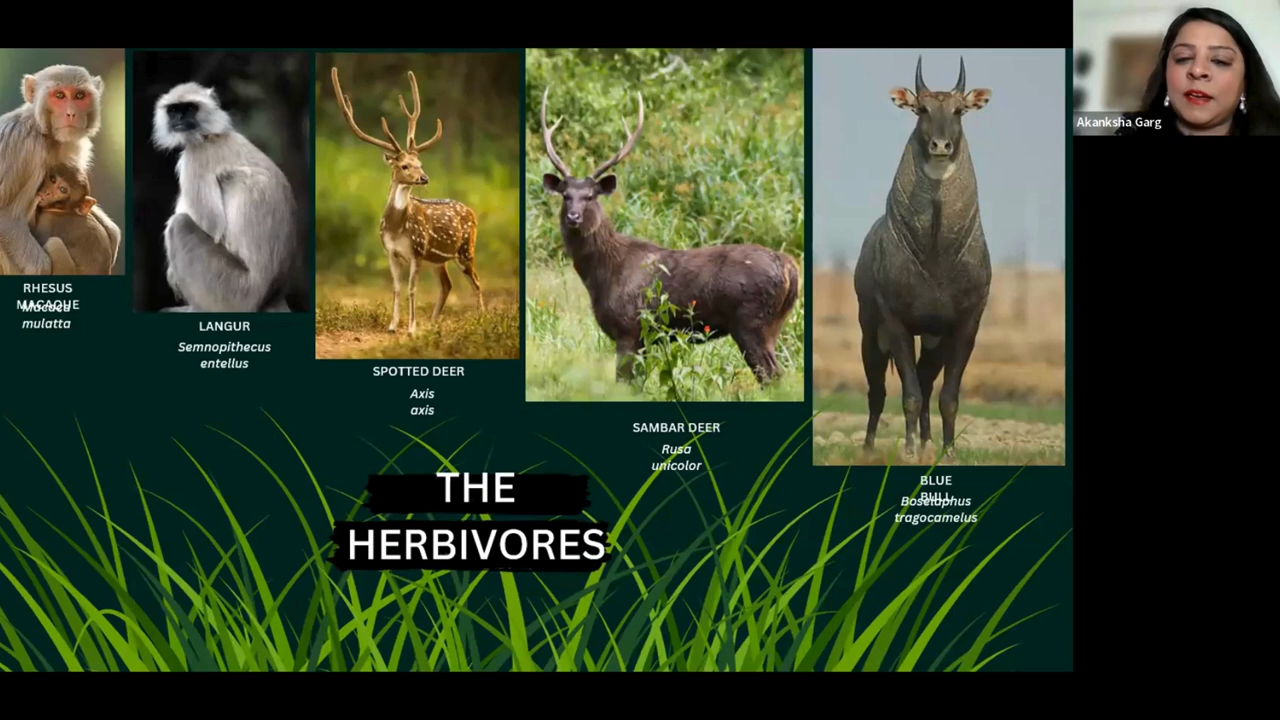 Akanksha Garg
RHESUS
MACAQUE
Macaca
mulatta
LANGUR
Semnopithecus
entellus
SPOTTED DEER
Axis
axis
SAMBAR DEER
Rusa
unicolor
BLUE
BULL
Boselaphus
tragocamelus
THE
HERBIVORES